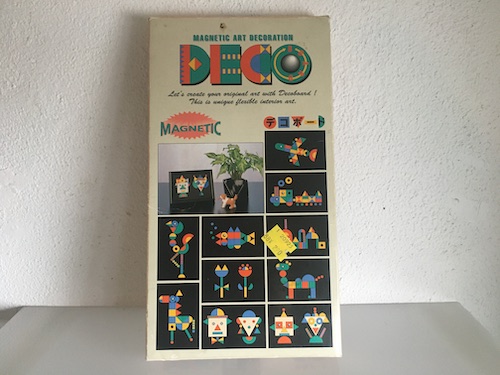 MAGNETIC ART DECORATION
DECO
Let's create your original art with Decoboard !
This is unique flexible interior art.
MAGNETIC
デコボード